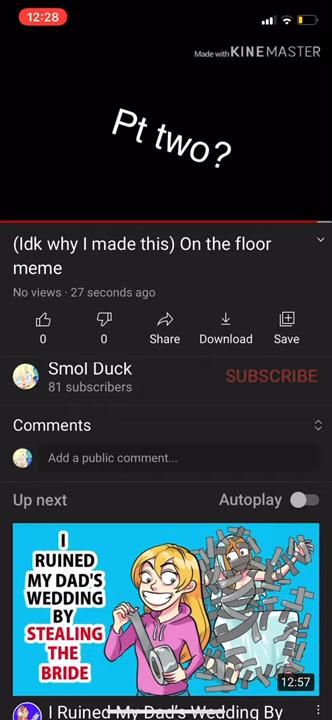 12:28
Made with KINEMASTER
Pt two?
(Idk why I made this) On the floor
meme
No views · 27 seconds ago
0
0
Share
Download
Save
Smol Duck
81 subscribers
SUBSCRIBE
Comments
Add a public comment...
Up next
Autoplay
I
RUINED
MY DAD'S
WEDDING
BY
STEALING
THE
BRIDE
12:57
I Ruined My Dad's Wedding By